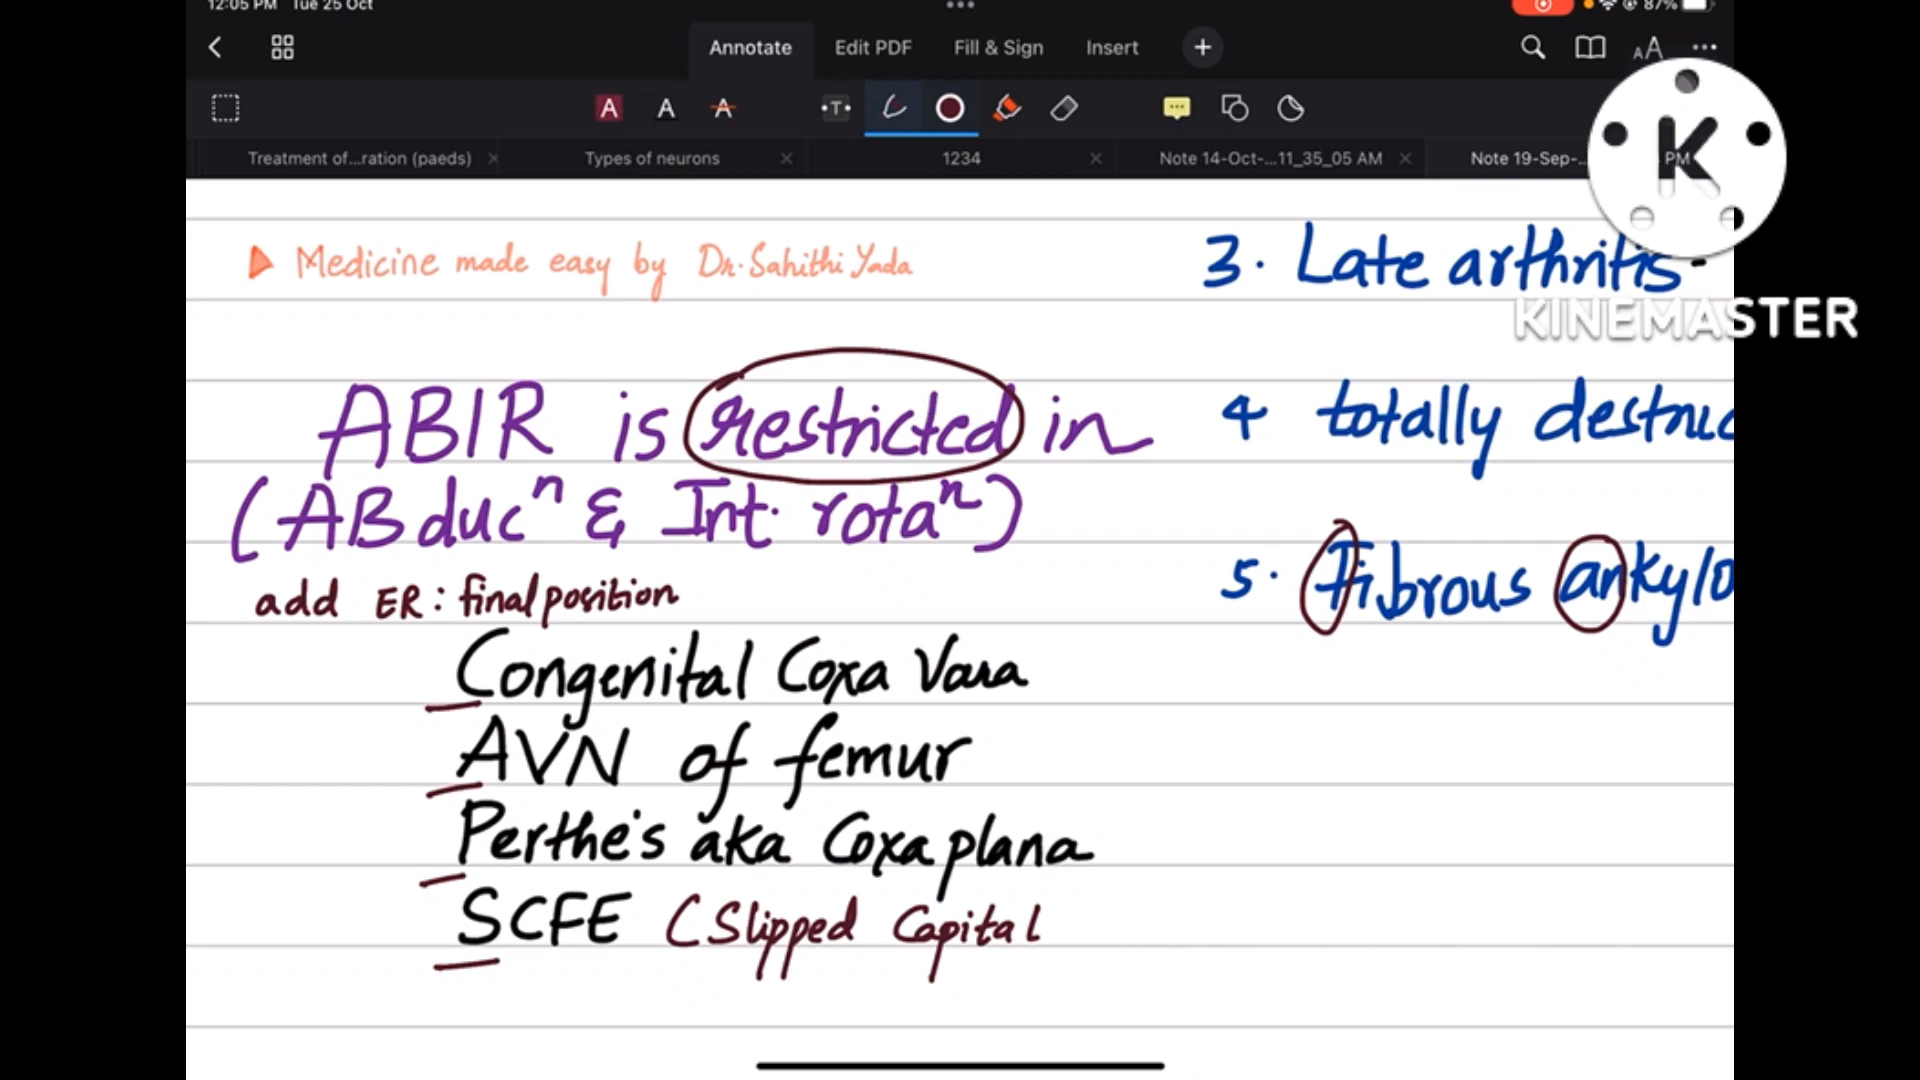 12:05 PM Tue 25 Oct
87%
Annotate Edit PDF Fill & Sign Insert
Treatment of...ration (paeds) Types of neurons 1234 Note 14-Oct-...11_35_05 AM Note 19-Sep-... PM
K
KINEMASTER
Medicine made easy by Dr. Sahithi Yada
ABIR is restricted in
(ABducⁿ & Int. rotaⁿ)
add ER : final position
Congenital Coxa Vara
AVN of femur
Perthe's aka Coxa plana
SCFE (Slipped Capital
3. Late arthritis-
4 totally destruc
5. Fibrous ankylo